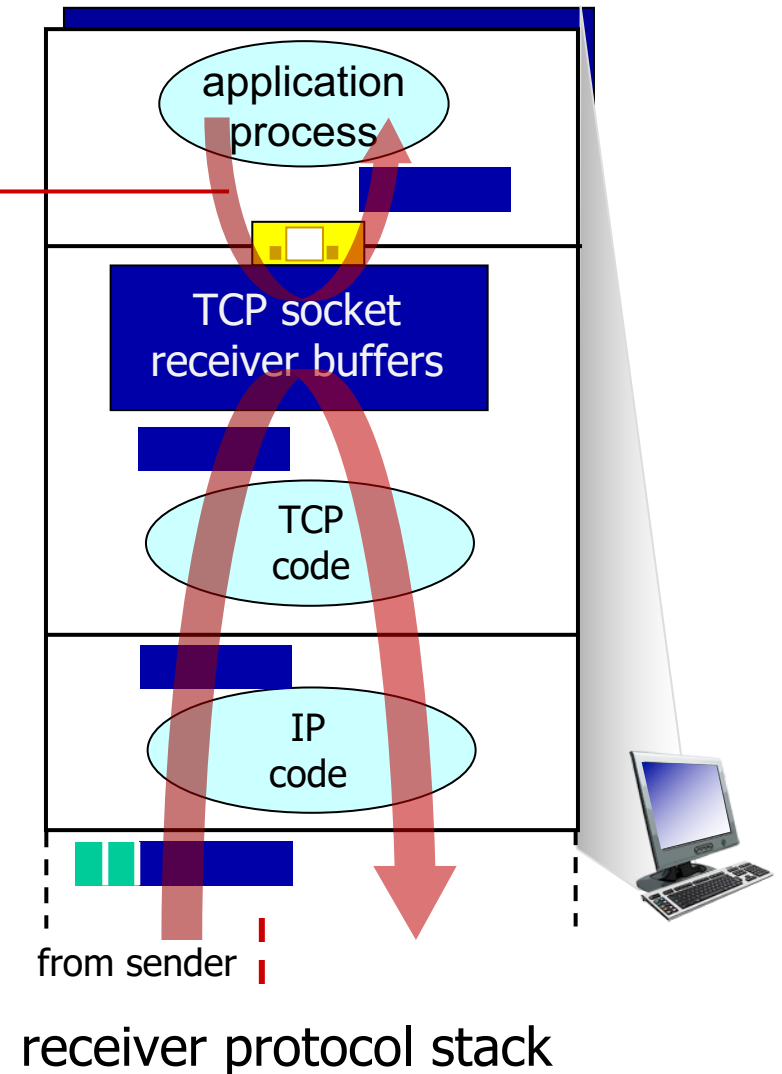 application
process
TCP socket
receiver buffers
TCP
code
IP
code
from sender
receiver protocol stack